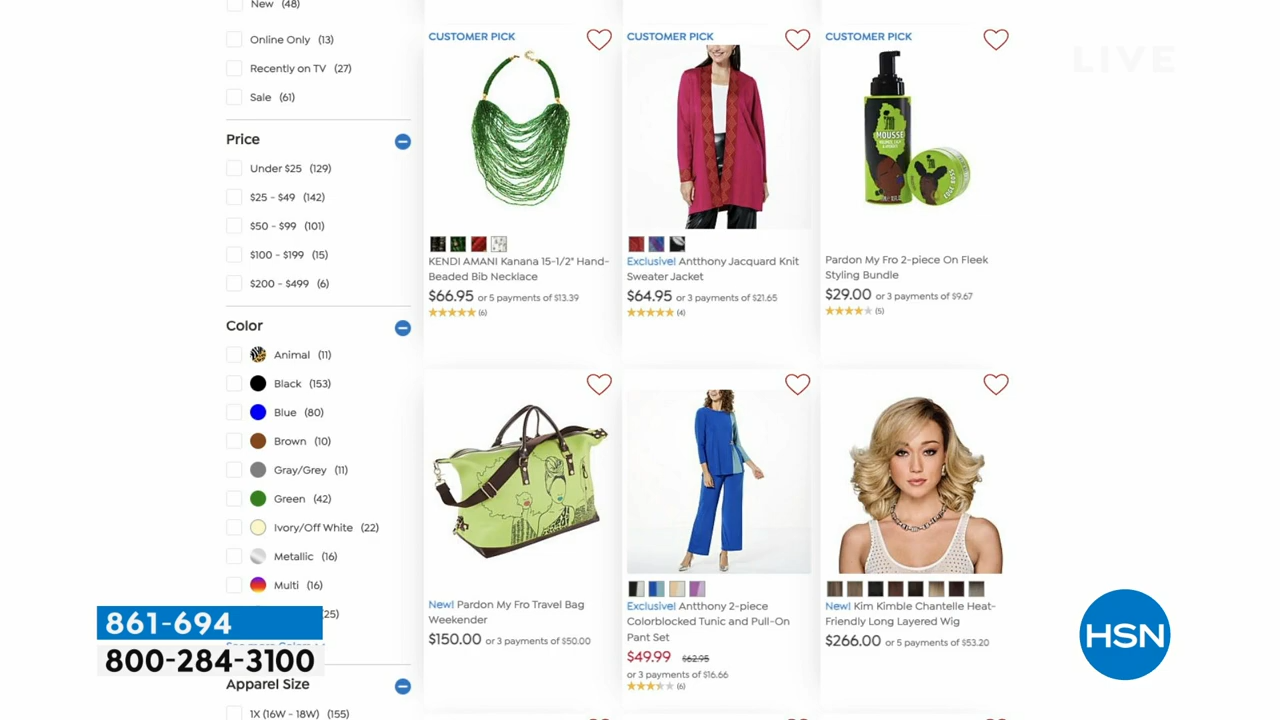 New (48)
Online Only (13)
Recently on TV (27)
Sale (61)
Price
Under $25 (129)
$25 - $49 (142)
$50 - $99 (101)
$100 - $199 (15)
$200 - $499 (6)
Color
Animal (11)
Black (153)
Blue (80)
Brown (10)
Gray/Grey (11)
Green (42)
Ivory/Off White (22)
Metallic (16)
Multi (16)
(25)
861-694
800-284-3100
Apparel Size
1X (16W - 18W) (155)
CUSTOMER PICK
KENDI AMANI Kanana 15-1/2" Hand-
Beaded Bib Necklace
$66.95 or 5 payments of $13.39
(6)
CUSTOMER PICK
Exclusive! Antthony Jacquard Knit
Sweater Jacket
$64.95 or 3 payments of $21.65
(4)
CUSTOMER PICK
MOUSSE
EDGE BOSS
Pardon My Fro 2-piece On Fleek
Styling Bundle
$29.00 or 3 payments of $9.67
(5)
New! Pardon My Fro Travel Bag
Weekender
$150.00 or 3 payments of $50.00
Exclusive! Antthony 2-piece
Colorblocked Tunic and Pull-On
Pant Set
$49.99 $62.95
or 3 payments of $16.66
(6)
New! Kim Kimble Chantelle Heat-
Friendly Long Layered Wig
$266.00 or 5 payments of $53.20
LIVE
HSN